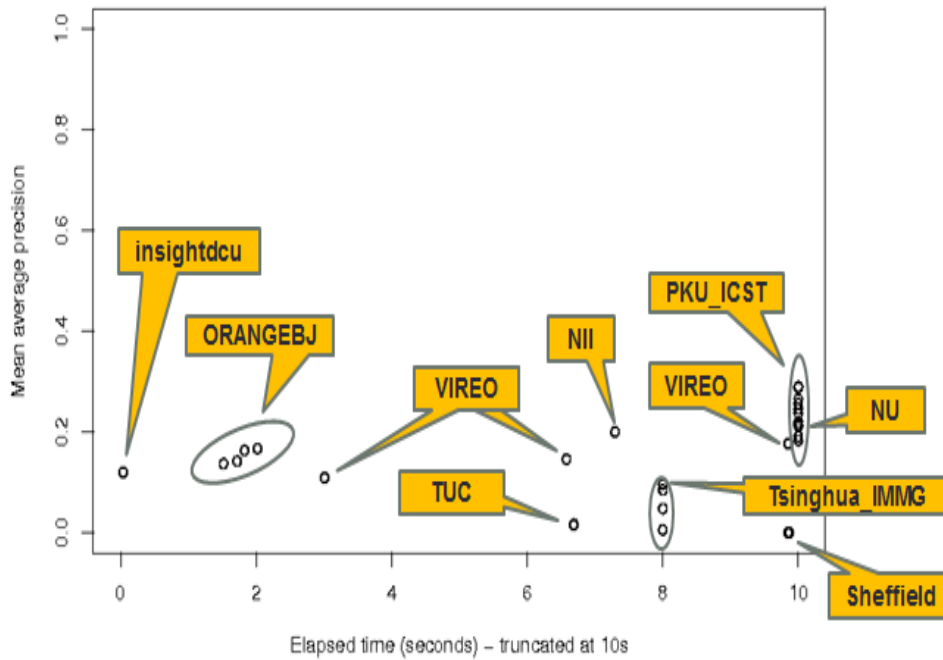 1.0
0.8
0.6
0.4
0.2
0.0
Mean average precision
insightdcu
ORANGEBJ
VIREO
NII
PKU_ICST
VIREO
NU
TUC
Tsinghua_IMMG
Sheffield
0 2 4 6 8 10
Elapsed time (seconds) – truncated at 10s